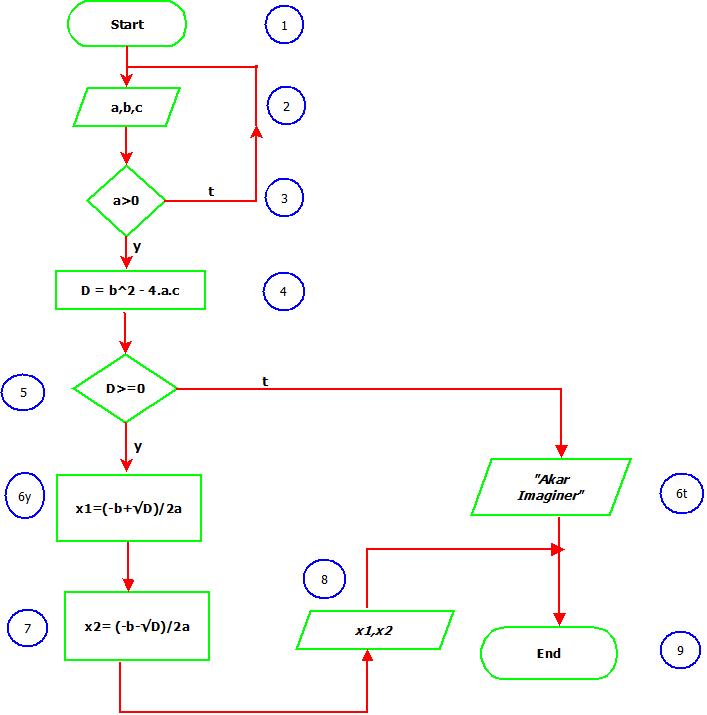 Start
1
a,b,c
2
a>0
t
3
y
D = b^2 - 4.a.c
4
5
D>=0
t
y
6y
x1=(-b+√D)/2a
"Akar
Imaginer"
6t
7
x2= (-b-√D)/2a
8
x1,x2
End
9